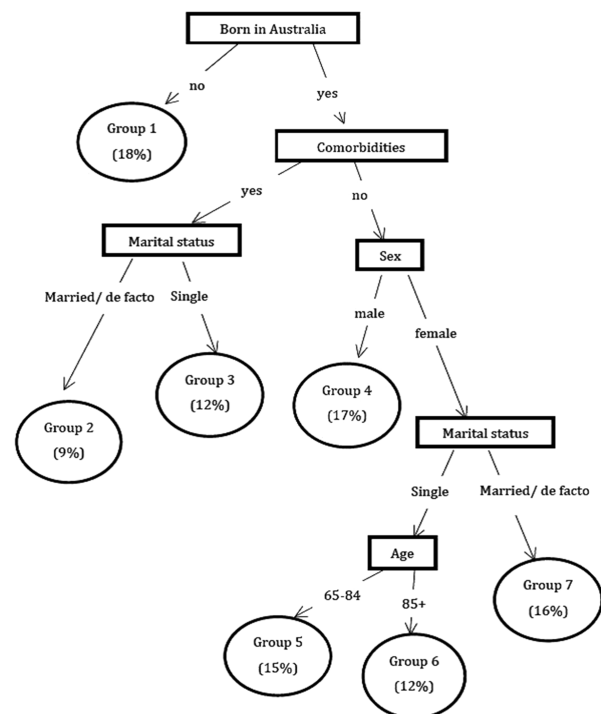 Born in Australia
no
yes
Group 1
(18%)
Comorbidities
yes
no
Marital status
Sex
Married/ de facto
Single
male
female
Group 3
(12%)
Group 4
(17%)
Group 2
(9%)
Marital status
Single
Married/ de facto
Age
65-84
85+
Group 7
(16%)
Group 5
(15%)
Group 6
(12%)